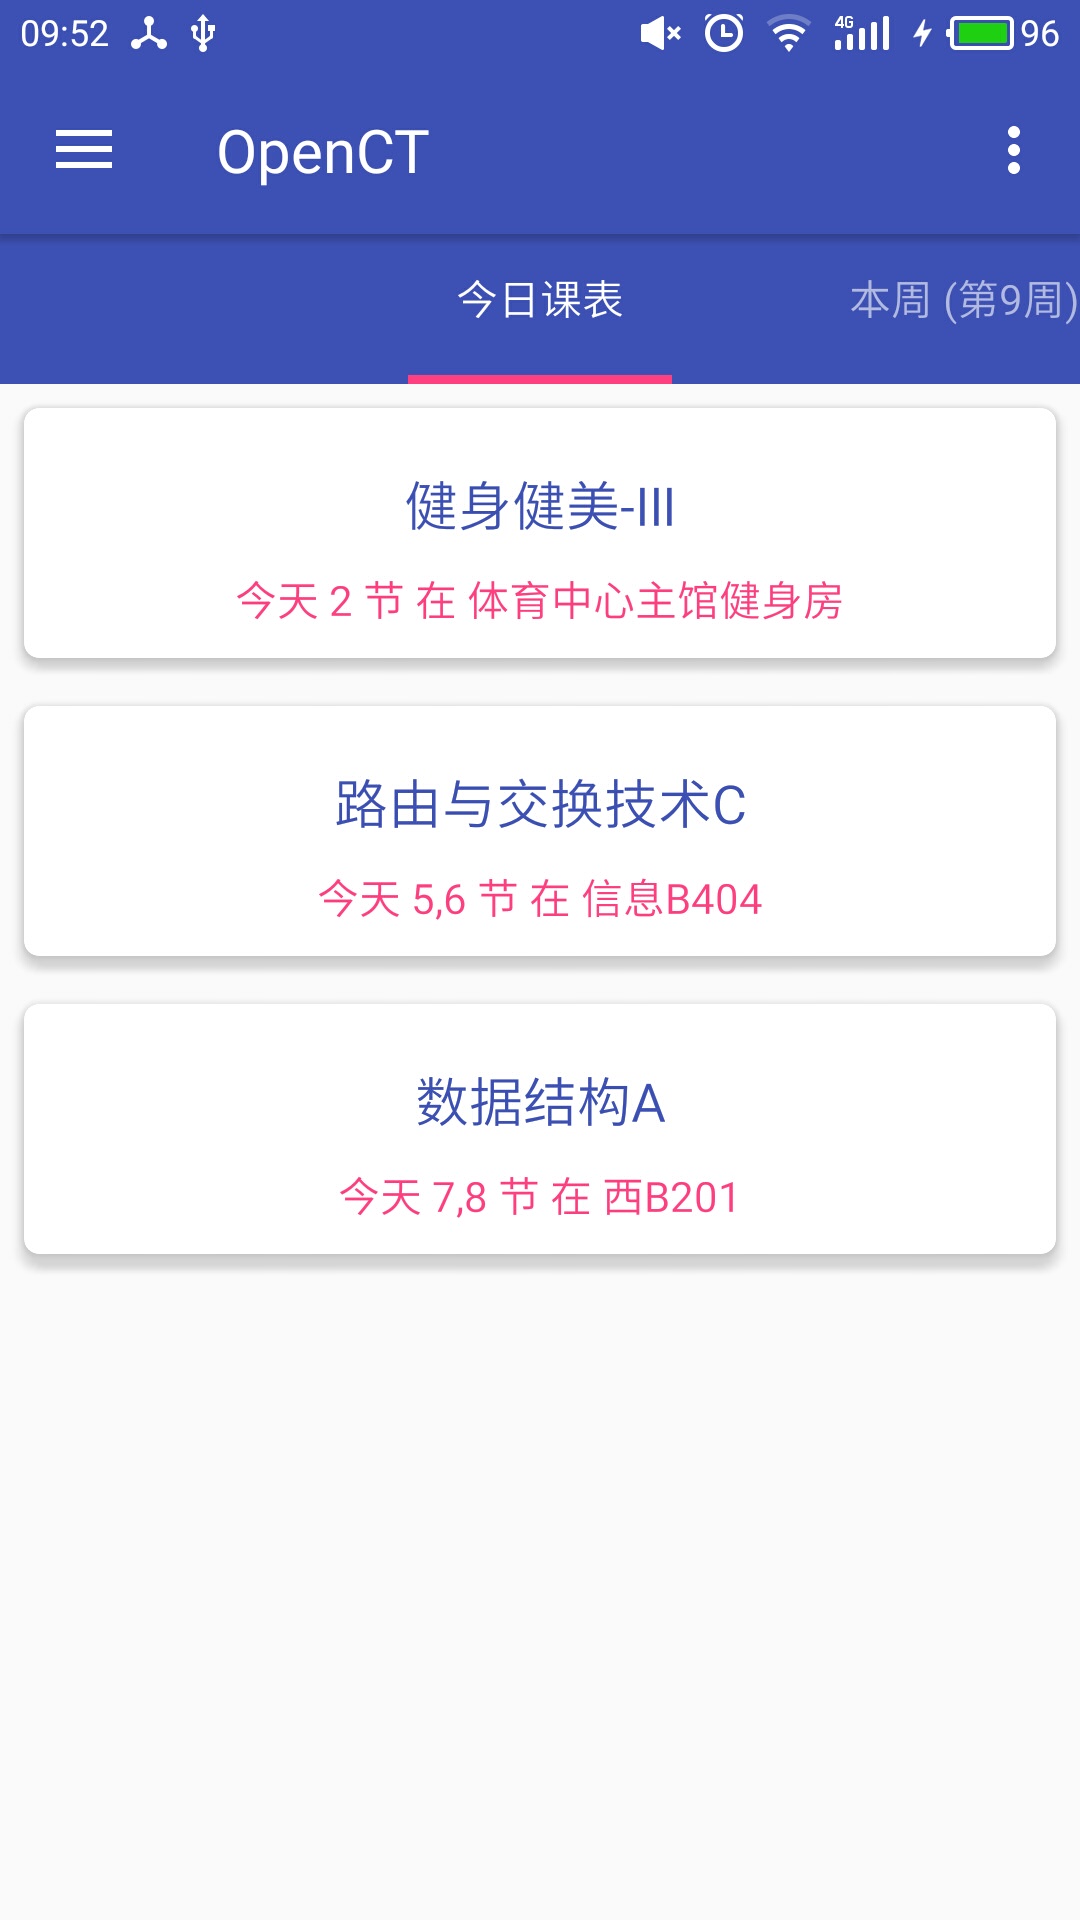 09:52
4G
96
OpenCT
今日课表
本周 (第9周)
健身健美-III
今天 2 节 在 体育中心主馆健身房
路由与交换技术C
今天 5,6 节 在 信息B404
数据结构A
今天 7,8 节 在 西B201